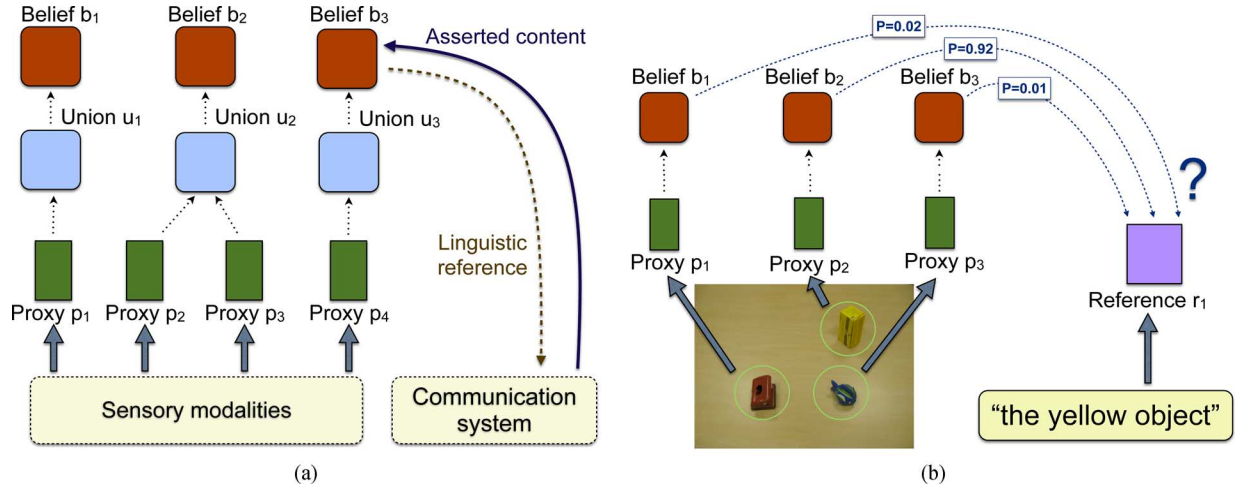 Belief b₁
Belief b₂
Belief b₃
Asserted content
Union u₁
Union u₂
Union u₃
Linguistic
reference
Proxy p₁
Proxy p₂
Proxy p₃
Proxy p₄
Sensory modalities
Communication
system
(a)
P=0.02
P=0.92
P=0.01
Belief b₁
Belief b₂
Belief b₃
?
Proxy p₁
Proxy p₂
Proxy p₃
Reference r₁
“the yellow object”
(b)